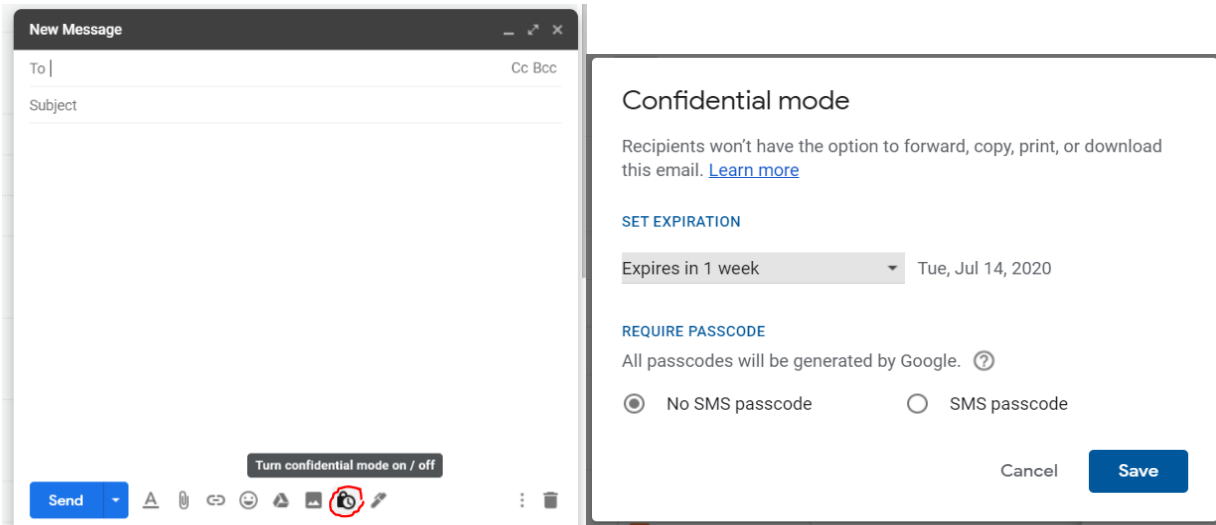 New Message
To Cc Bcc
Subject
Turn confidential mode on / off
Send
Confidential mode
Recipients won't have the option to forward, copy, print, or download
this email. Learn more
SET EXPIRATION
Expires in 1 week Tue, Jul 14, 2020
REQUIRE PASSCODE
All passcodes will be generated by Google.
No SMS passcode SMS passcode
Cancel Save